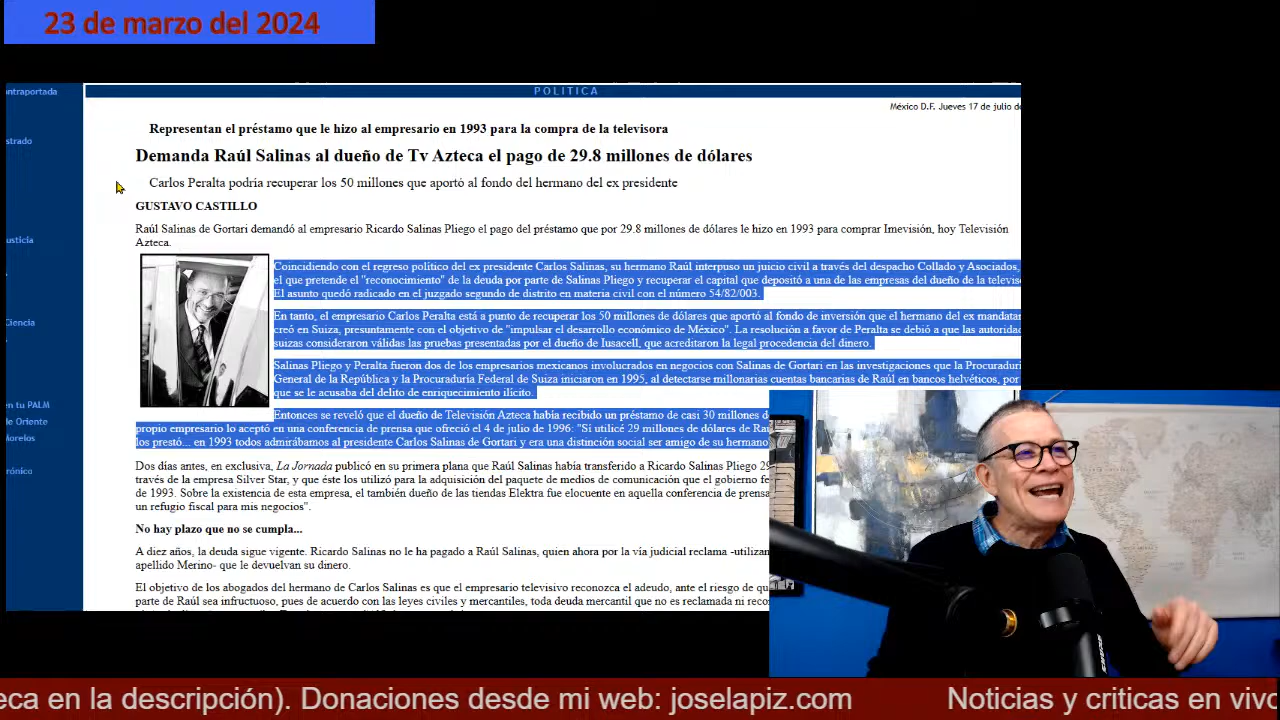 23 de marzo del 2024
ontraportada
POLITICA
México D.F. Jueves 17 de julio de
Representan el préstamo que le hizo al empresario en 1993 para la compra de la televisora
strado
Demanda Raúl Salinas al dueño de Tv Azteca el pago de 29.8 millones de dólares
Carlos Peralta podría recuperar los 50 millones que aportó al fondo del hermano del ex presidente
GUSTAVO CASTILLO
Raúl Salinas de Gortari demandó al empresario Ricardo Salinas Pliego el pago del préstamo que por 29.8 millones de dólares le hizo en 1993 para comprar Imevisión, hoy Televisión
Azteca.
usticia
Coincidiendo con el regreso político del ex presidente Carlos Salinas, su hermano Raúl interpuso un juicio civil a través del despacho Collado y Asociados,
el que pretende el "reconocimiento" de la deuda por parte de Salinas Pliego y recuperar el capital que depositó a una de las empresas del dueño de la televiso
El asunto quedó radicado en el juzgado segundo de distrito en materia civil con el número 54/82/003.
En tanto, el empresario Carlos Peralta está a punto de recuperar los 50 millones de dólares que aportó al fondo de inversión que el hermano del ex mandatar
Ciencia
creó en Suiza, presuntamente con el objetivo de "impulsar el desarrollo económico de México". La resolución a favor de Peralta se debió a que las autoridad
suizas consideraron válidas las pruebas presentadas por el dueño de Iusacell, que acreditaron la legal procedencia del dinero.
Salinas Pliego y Peralta fueron dos de los empresarios mexicanos involucrados en negocios con Salinas de Gortari en las investigaciones que la Procuradurí
General de la República y la Procuraduría Federal de Suiza iniciaron en 1995, al detectarse millonarias cuentas bancarias de Raúl en bancos helvéticos, por
que se le acusaba del delito de enriquecimiento ilícito.
en tu PALM
Entonces se reveló que el dueño de Televisión Azteca había recibido un préstamo de casi 30 millones d
de Oriente
propio empresario lo aceptó en una conferencia de prensa que ofreció el 4 de julio de 1996: "Sí utilicé 29 millones de dólares de Ra
Morelos
los prestó... en 1993 todos admirábamos al presidente Carlos Salinas de Gortari y era una distinción social ser amigo de su hermano
Dos días antes, en exclusiva, La Jornada publicó en su primera plana que Raúl Salinas había transferido a Ricardo Salinas Pliego 29
trónica
través de la empresa Silver Star, y que éste los utilizó para la adquisición del paquete de medios de comunicación que el gobierno fe
de 1993. Sobre la existencia de esta empresa, el también dueño de las tiendas Elektra fue elocuente en aquella conferencia de prensa
un refugio fiscal para mis negocios".
No hay plazo que no se cumpla...
A diez años, la deuda sigue vigente. Ricardo Salinas no le ha pagado a Raúl Salinas, quien ahora por la vía judicial reclama -utilizan
apellido Merino- que le devuelvan su dinero.
El objetivo de los abogados del hermano de Carlos Salinas es que el empresario televisivo reconozca el adeudo, ante el riesgo de qu
parte de Raúl sea infructuoso, pues de acuerdo con las leyes civiles y mercantiles, toda deuda mercantil que no es reclamada ni reco
eca en la descripción). Donaciones desde mi web: joselapiz.com Noticias y criticas en vivo